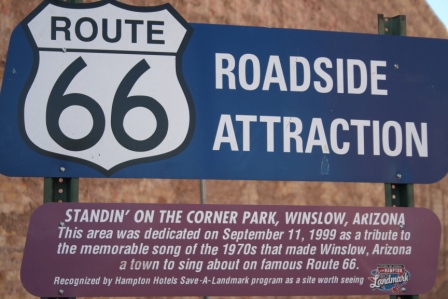 ROUTE
66
ROADSIDE
ATTRACTION
STANDIN' ON THE CORNER PARK, WINSLOW, ARIZONA
This area was dedicated on September 11, 1999 as a tribute to
the memorable song of the 1970s that made Winslow, Arizona
a town to sing about on famous Route 66.
Recognized by Hampton Hotels Save-A-Landmark program as a site worth seeing
HAMPTON
Landmark